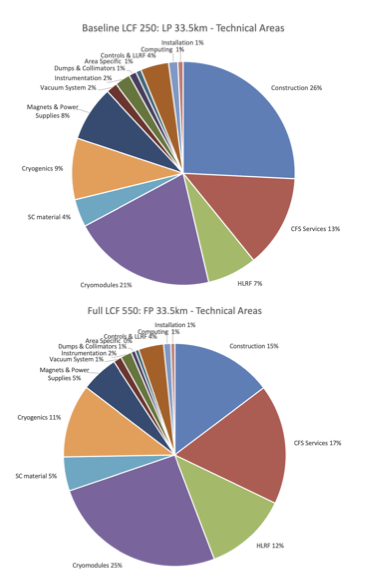 Baseline LCF 250: LP 33.5km - Technical Areas
Installation 1%
Computing 1%
Controls & LLRF 4%
Area Specific 1%
Dumps & Collimators 1%
Instrumentation 2%
Vacuum System 2%
Magnets & Power
Supplies 8%
Cryogenics 9%
SC material 4%
Cryomodules 21%
HLRF 7%
CFS Services 13%
Construction 26%
Full LCF 550: FP 33.5km - Technical Areas
Installation 1%
Computing 1%
Controls & LLRF 4%
Area Specific 0%
Dumps & Collimators 1%
Instrumentation 2%
Vacuum System 1%
Magnets & Power
Supplies 5%
Cryogenics 11%
SC material 5%
Cryomodules 25%
HLRF 12%
CFS Services 17%
Construction 15%